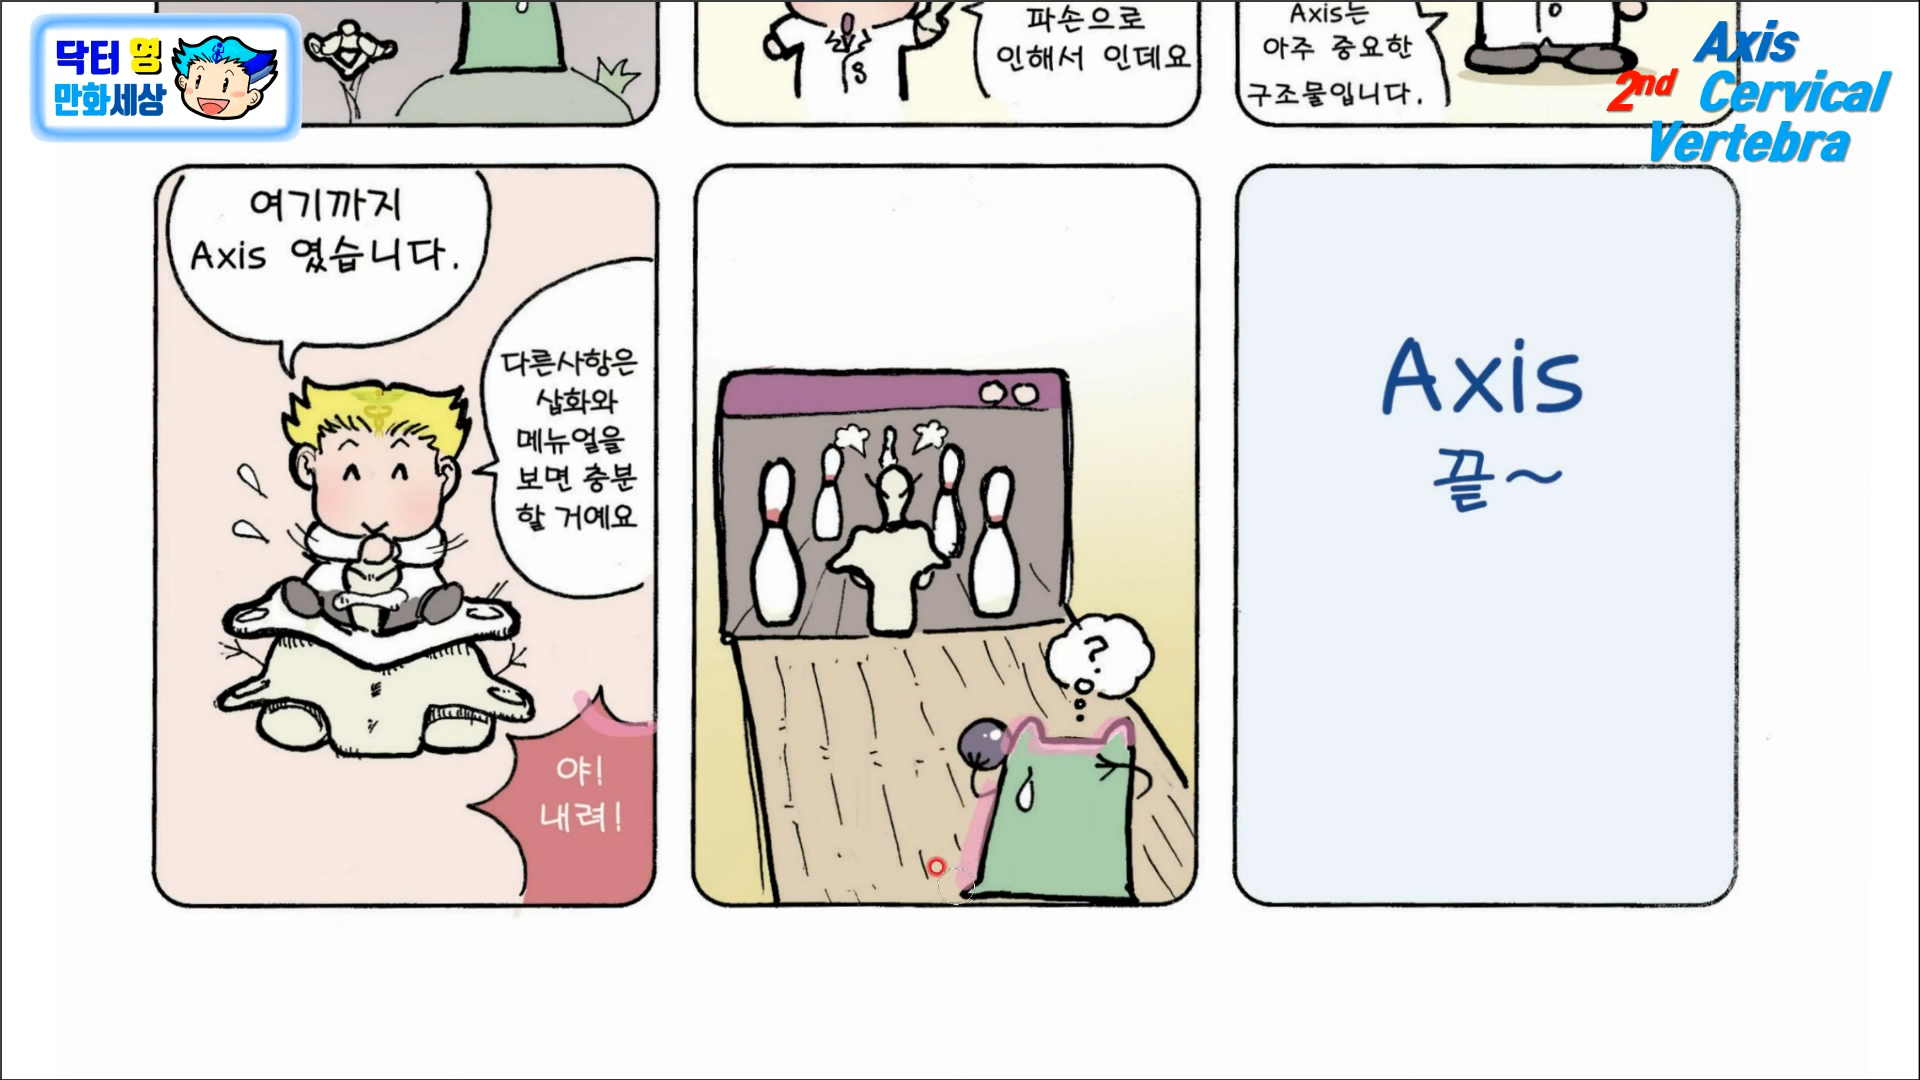 닥터 영
만화세상
파손으로
인해서 인데요
Axis는
아주 중요한
구조물입니다.
Axis
2nd Cervical
Vertebra
여기까지
Axis 였습니다.
다른사항은
삽화와
메뉴얼을
보면 충분
할 거예요
야!
내려!
?
Axis
끝~